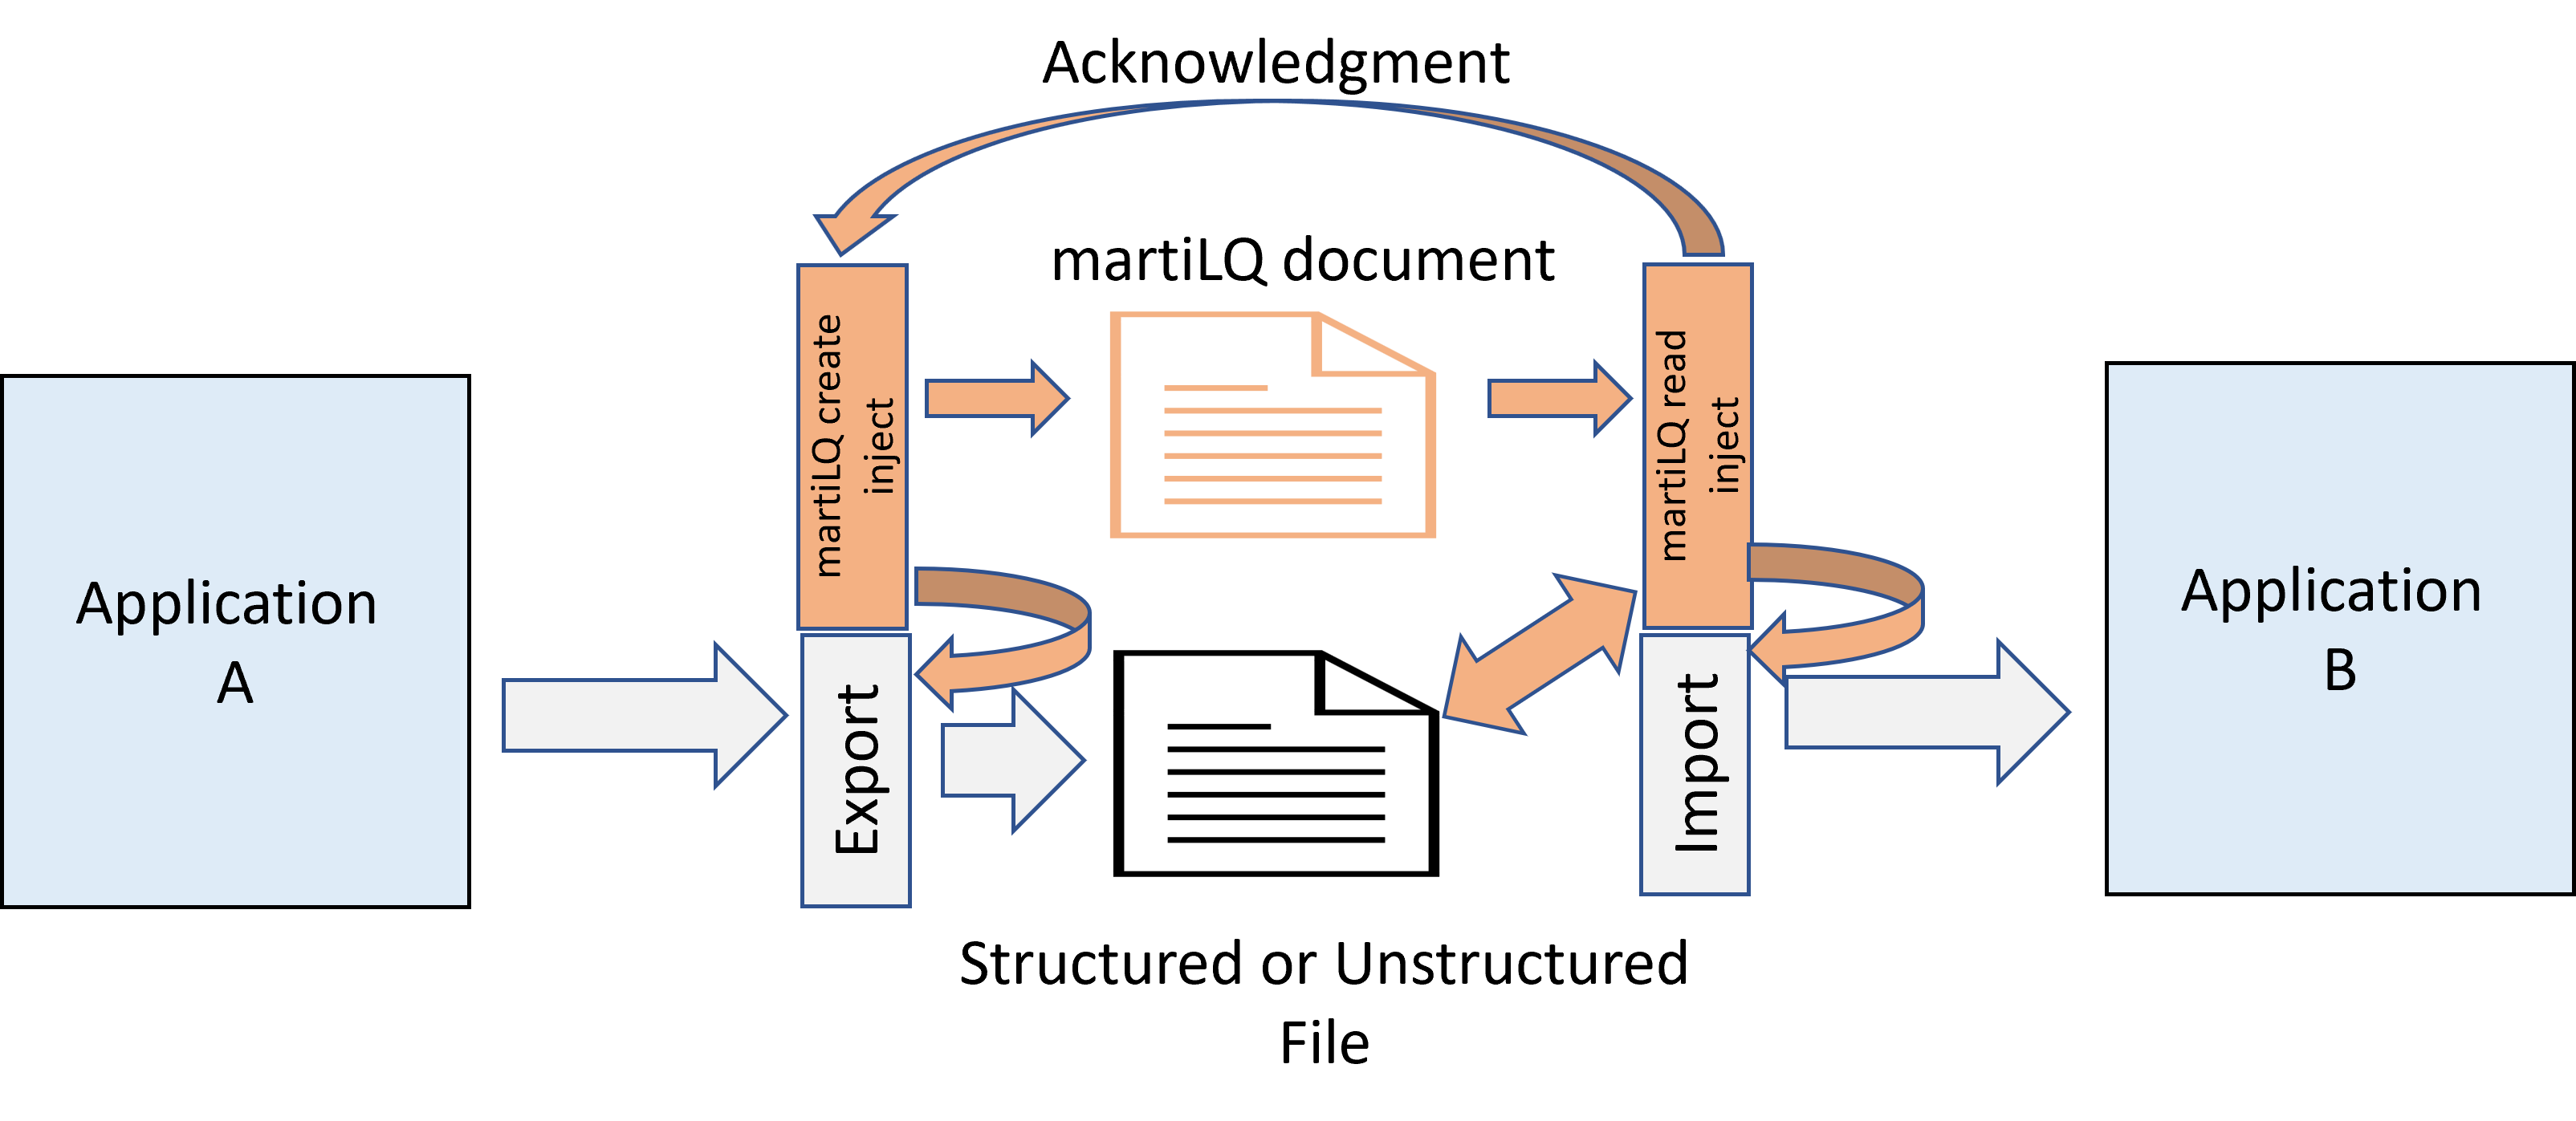 Acknowledgment
martiLQ document
martiLQ create
inject
martiLQ read
inject
Application
A
Application
B
Export
Import
Structured or Unstructured
File